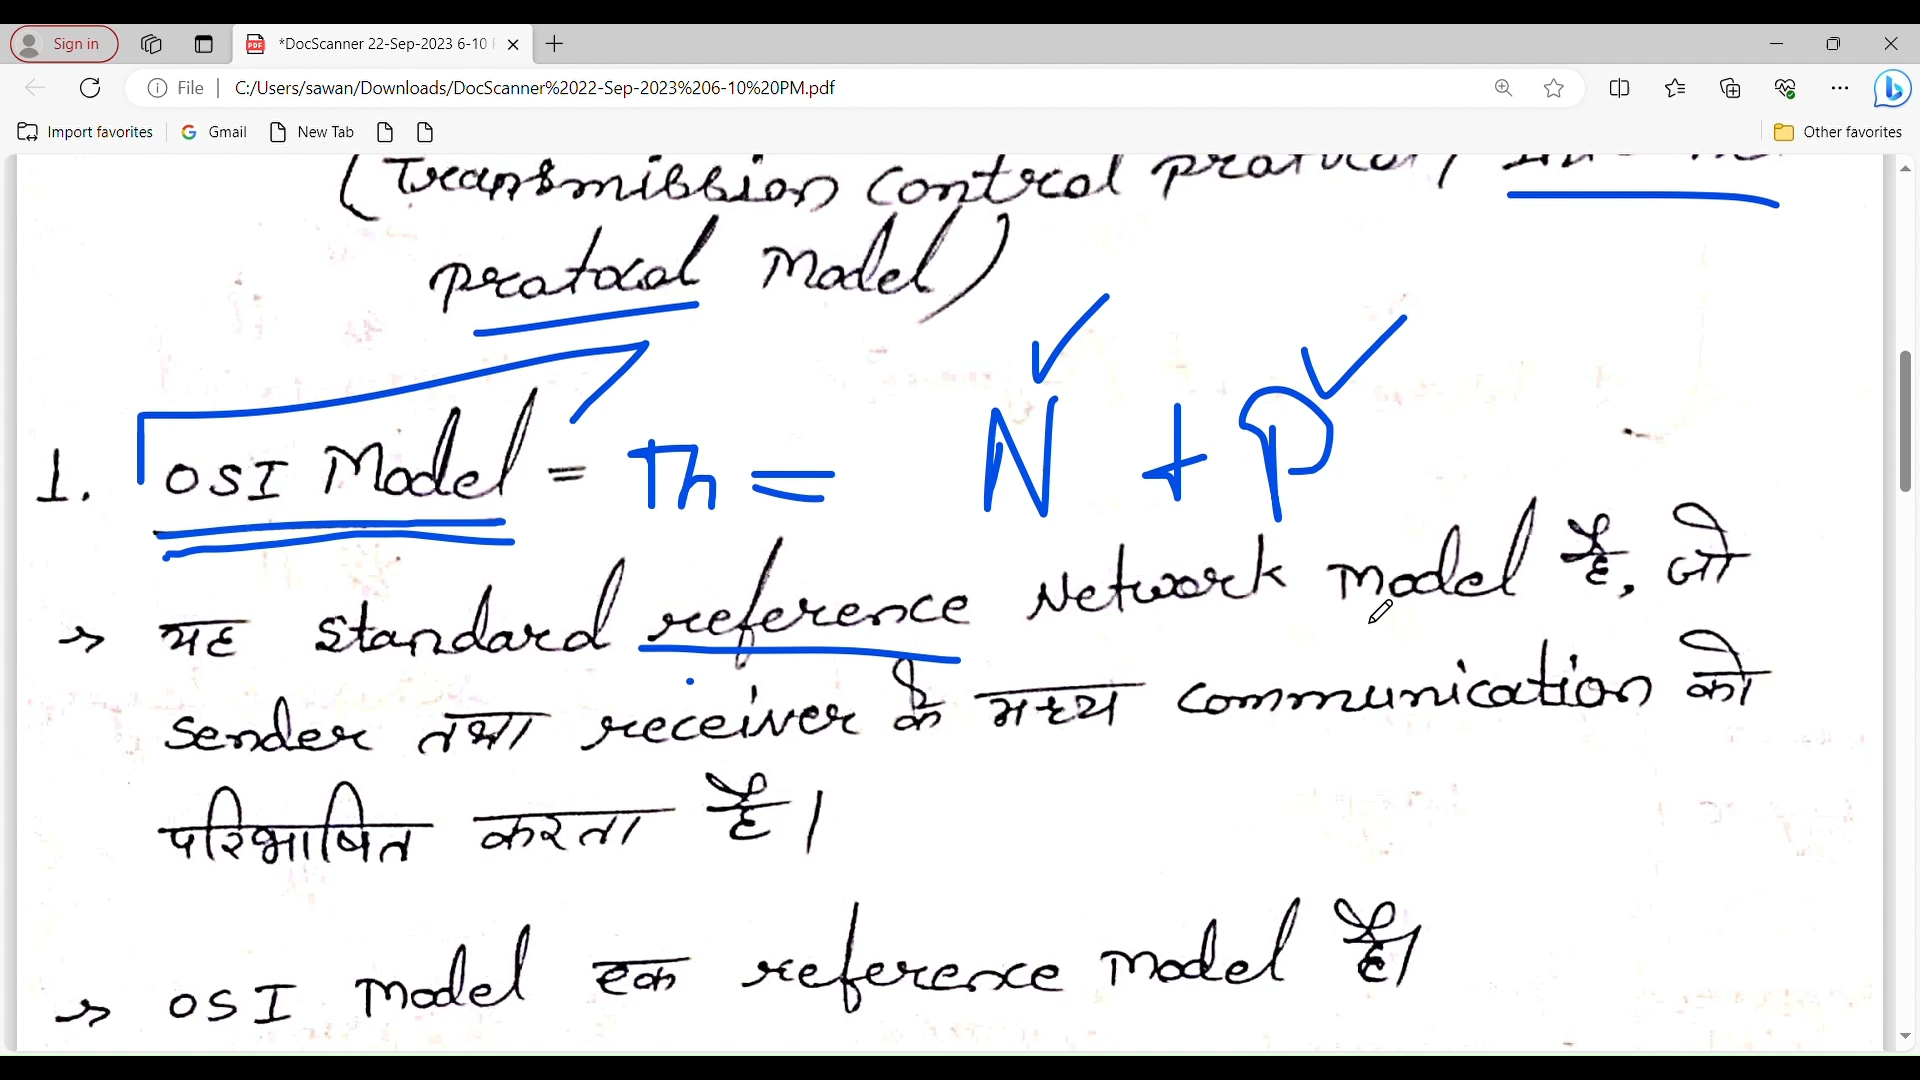 Sign in
*DocScanner 22-Sep-2023 6-10
File
C:/Users/sawan/Downloads/DocScanner%2022-Sep-2023%206-10%20PM.pdf
Import favorites
Gmail
New Tab
Other favorites
(Transmission control
pratocal Model)
1. OSI Model = Th = N + P
→ यह standard reference Network model है, जो
sender तथा receiver के मध्य communication को
परिभाषित करता है।
→ OSI Model एक reference model है।